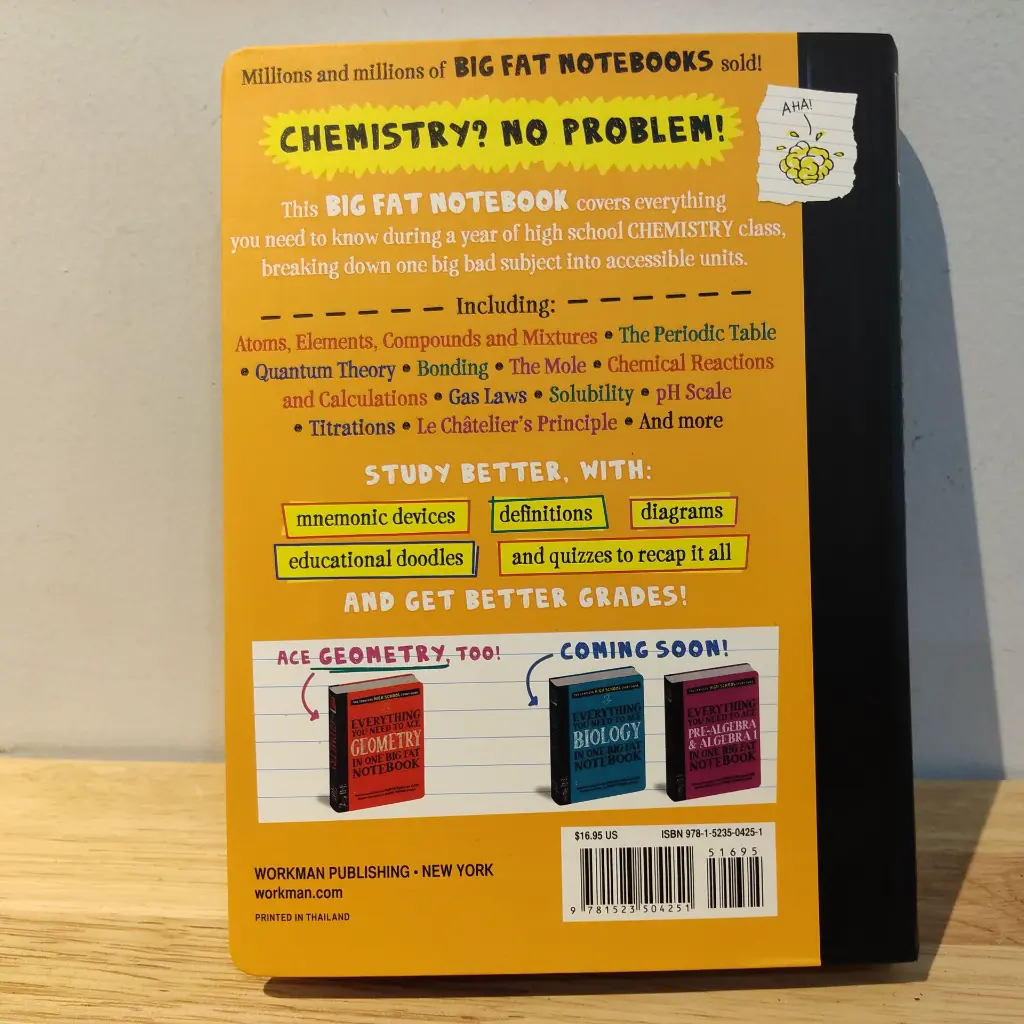 Millions and millions of BIG FAT NOTEBOOKS sold!
CHEMISTRY? NO PROBLEM!
AHA!
This BIG FAT NOTEBOOK covers everything
you need to know during a year of high school CHEMISTRY class,
breaking down one big bad subject into accessible units.
Including:
Atoms, Elements, Compounds and Mixtures • The Periodic Table
• Quantum Theory • Bonding • The Mole • Chemical Reactions
and Calculations • Gas Laws • Solubility • pH Scale
• Titrations • Le Châtelier's Principle • And more
STUDY BETTER, WITH:
mnemonic devices definitions diagrams
educational doodles and quizzes to recap it all
AND GET BETTER GRADES!
ACE GEOMETRY, TOO!
COMING SOON!
EVERYTHING
YOU NEED TO ACE
GEOMETRY
IN ONE BIG FAT
NOTEBOOK
EVERYTHING
YOU NEED TO ACE
BIOLOGY
IN ONE BIG FAT
NOTEBOOK
EVERYTHING
YOU NEED TO ACE
PRE-ALGEBRA
& ALGEBRA I
IN ONE BIG FAT
NOTEBOOK
WORKMAN PUBLISHING • NEW YORK
workman.com
PRINTED IN THAILAND
$16.95 US ISBN 978-1-5235-0425-1
51695
9 781523 504251